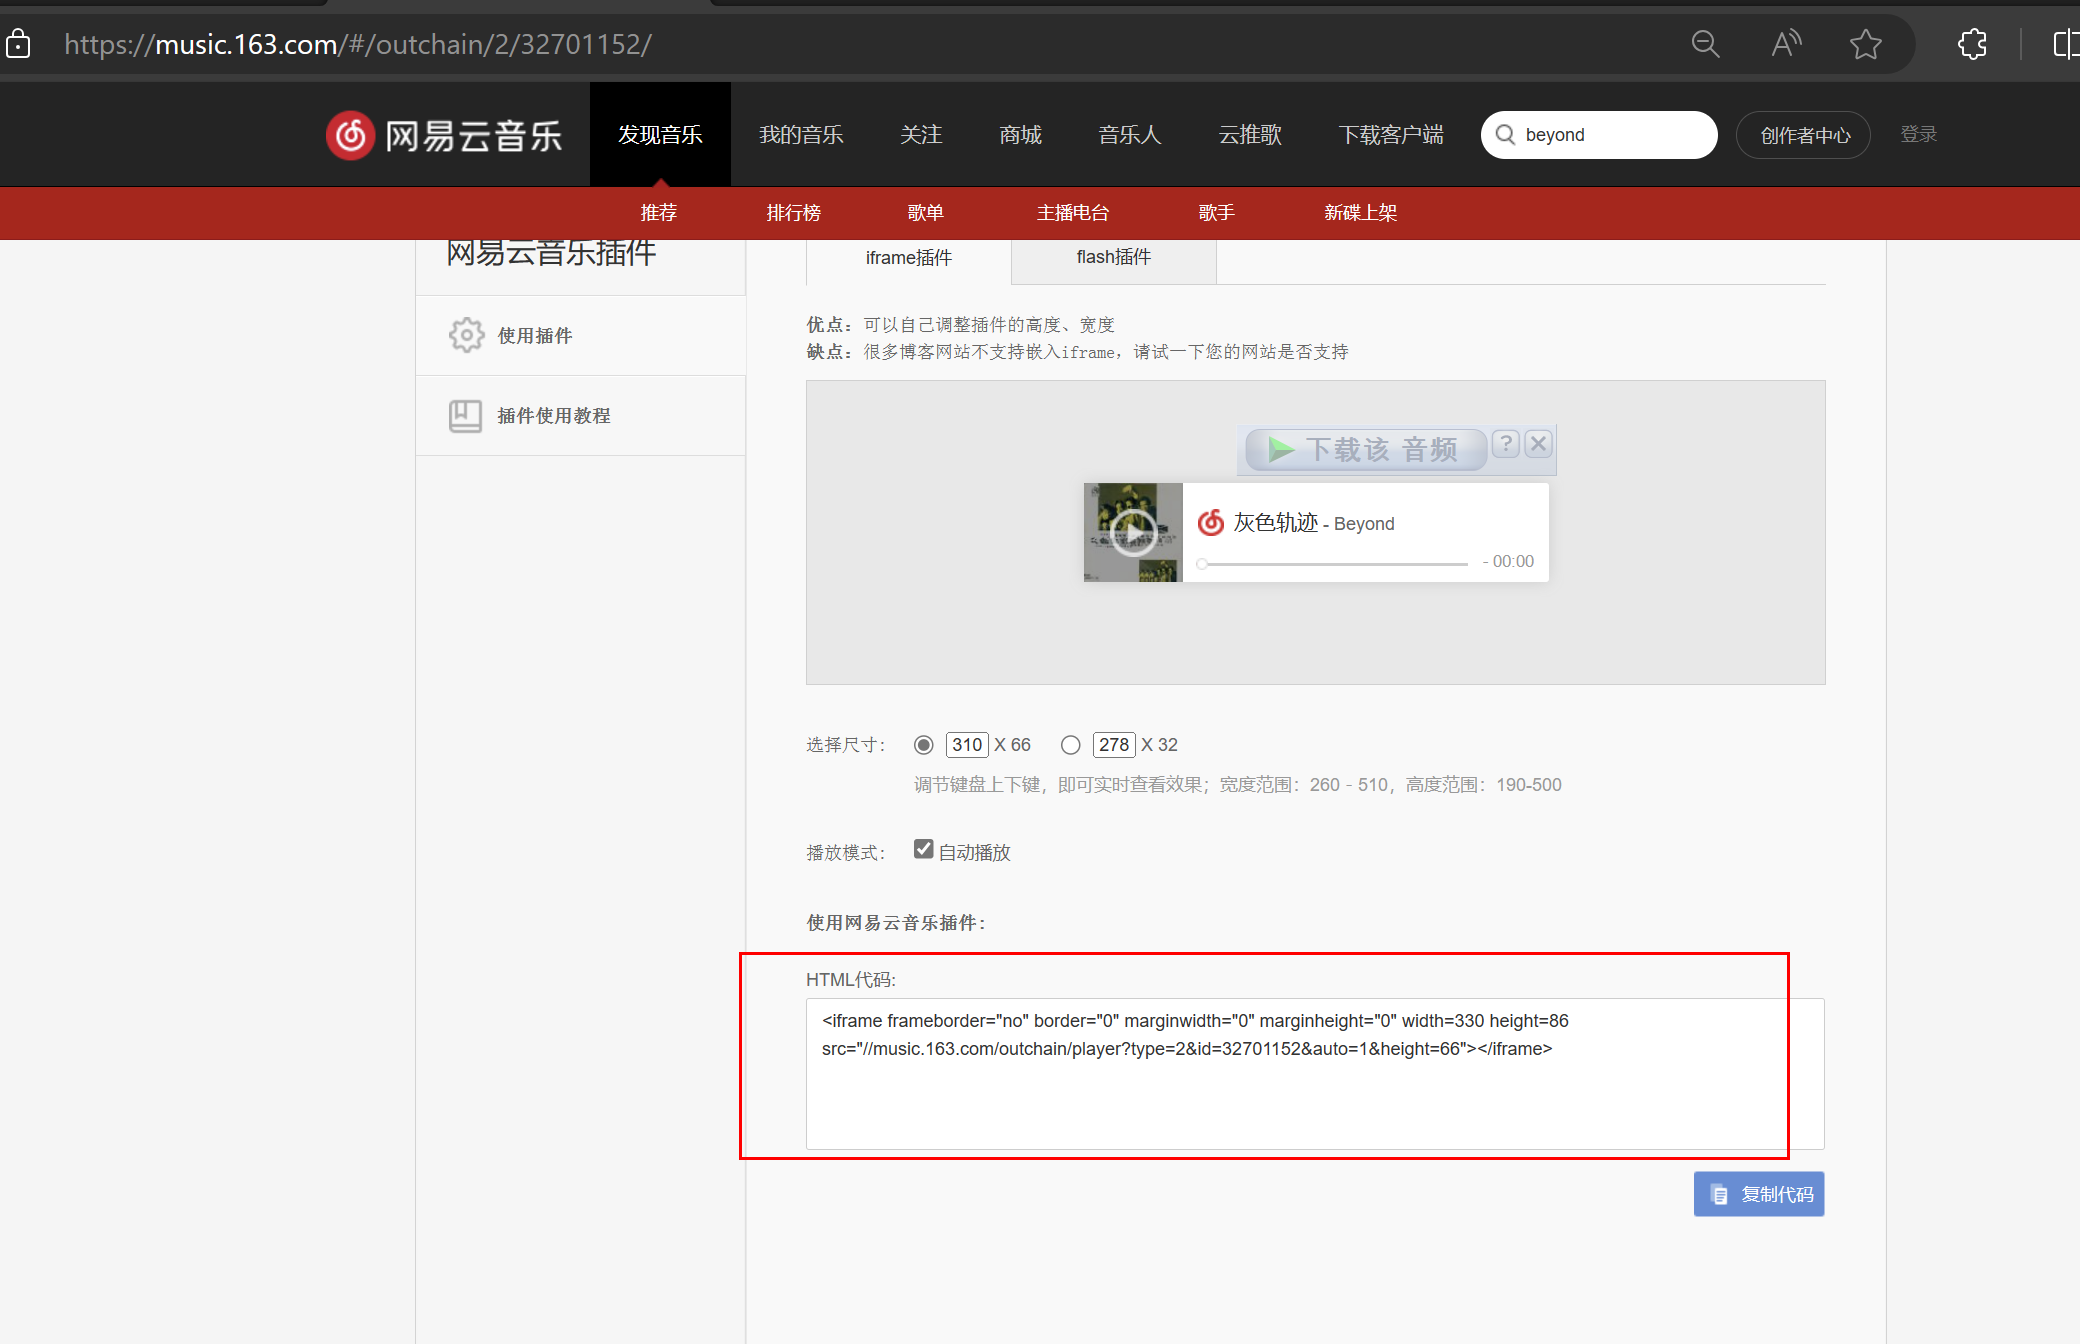 https://music.163.com/#/outchain/2/32701152/
网易云音乐
发现音乐
我的音乐
关注
商城
音乐人
云推歌
下载客户端
beyond
创作者中心
登录
推荐
排行榜
歌单
主播电台
歌手
新碟上架
网易云音乐插件
使用插件
插件使用教程
iframe插件
flash插件
优点：可以自己调整插件的高度、宽度
缺点：很多博客网站不支持嵌入iframe，请试一下您的网站是否支持
下载该 音频
灰色轨迹 - Beyond
- 00:00
选择尺寸： 310 X 66 278 X 32
调节键盘上下键，即可实时查看效果；宽度范围：260 - 510，高度范围：190-500
播放模式： 自动播放
使用网易云音乐插件：
HTML代码:
<iframe frameborder="no" border="0" marginwidth="0" marginheight="0" width=330 height=86
src="//music.163.com/outchain/player?type=2&id=32701152&auto=1&height=66"></iframe>
复制代码